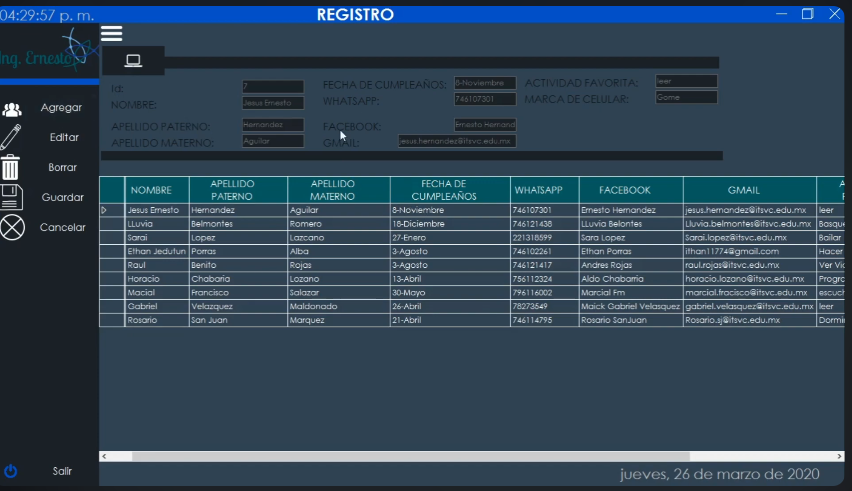 04:29:57 p. m.
REGISTRO
Ing. Ernesto
Agregar
Editar
Borrar
Guardar
Cancelar
Salir
Id: 7
NOMBRE: Jesus Ernesto
APELLIDO PATERNO: Hernandez
APELLIDO MATERNO: Aguilar
FECHA DE CUMPLEAÑOS: 8-Noviembre
WHATSAPP: 746107301
FACEBOOK: Ernesto Hernand
GMAIL: jesus.hernandez@itsvc.edu.mx
ACTIVIDAD FAVORITA: leer
MARCA DE CELULAR: Gome
NOMBRE APELLIDO PATERNO APELLIDO MATERNO FECHA DE CUMPLEAÑOS WHATSAPP FACEBOOK GMAIL A
Jesus Ernesto Hernandez Aguilar 8-Noviembre 746107301 Ernesto Hernandez jesus.hernandez@itsvc.edu.mx leer
LLuvia Belmontes Romero 18-Diciembre 746121438 LLuvia Belontes Lluvia.belmontes@itsvc.edu.mx Basqu
Sarai Lopez Lazcano 27-Enero 221318599 Sara Lopez Sarai.lopez@itsvc.edu.mx Bailar
Ethan Jedutun Porras Alba 3-Agosto 746102261 Ethan Porras ithan11774@gmail.com Hacer
Raul Benito Rojas 3-Agosto 746121417 Andres Rojas raul.rojas@itsvc.edu.mx Ver Vi
Horacio Chabaria Lozano 13-Abril 756112324 Aldo Chabarria horacio.lozano@itsvc.edu.mx Progra
Macial Francisco Salazar 30-Mayo 796116002 Marcial Fm marcial.fracisco@itsvc.edu.mx escuch
Gabriel Velazquez Maldonado 26-Abril 78273549 Maick Gabriel Velasquez gabriel.velasquez@itsvc.edu.mx leer
Rosario San Juan Marquez 21-Abril 746114795 Rosario SanJuan Rosario.sj@itsvc.edu.mx Dormi
jueves, 26 de marzo de 2020